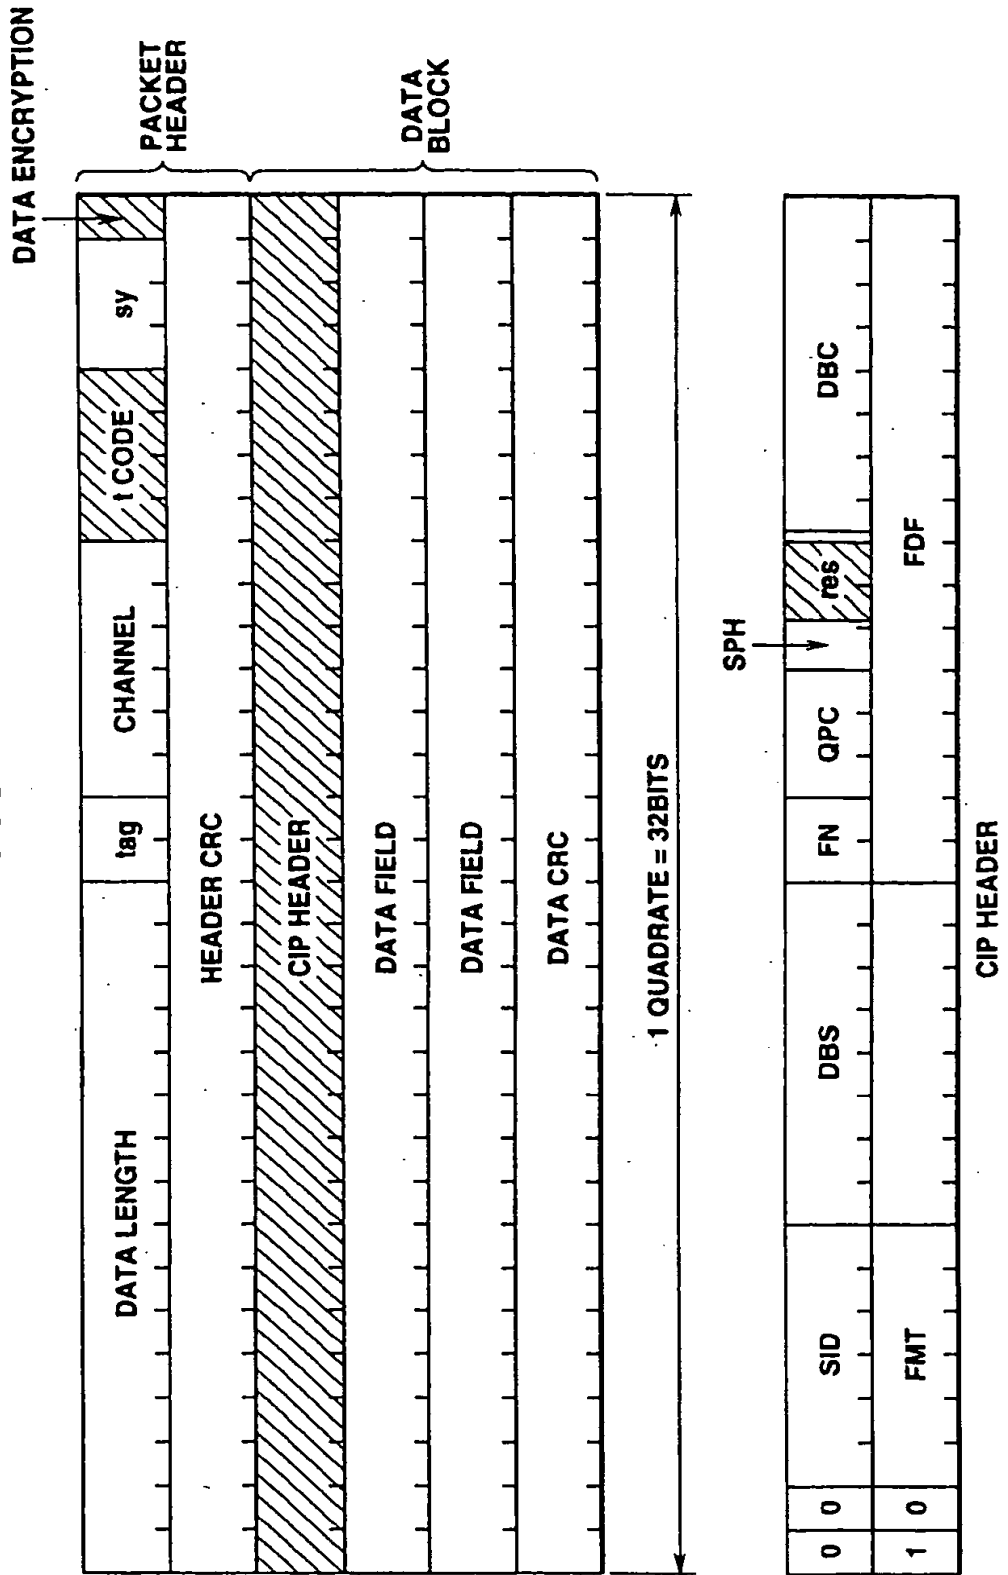 DATA ENCRYPTION
DATA LENGTH tag CHANNEL t CODE sy
PACKET
HEADER
HEADER CRC
CIP HEADER
DATA FIELD
DATA
BLOCK
DATA FIELD
DATA CRC
1 QUADRATE = 32BITS
SPH
0 0 SID DBS FN QPC res DBC
1 0 FMT FDF
CIP HEADER